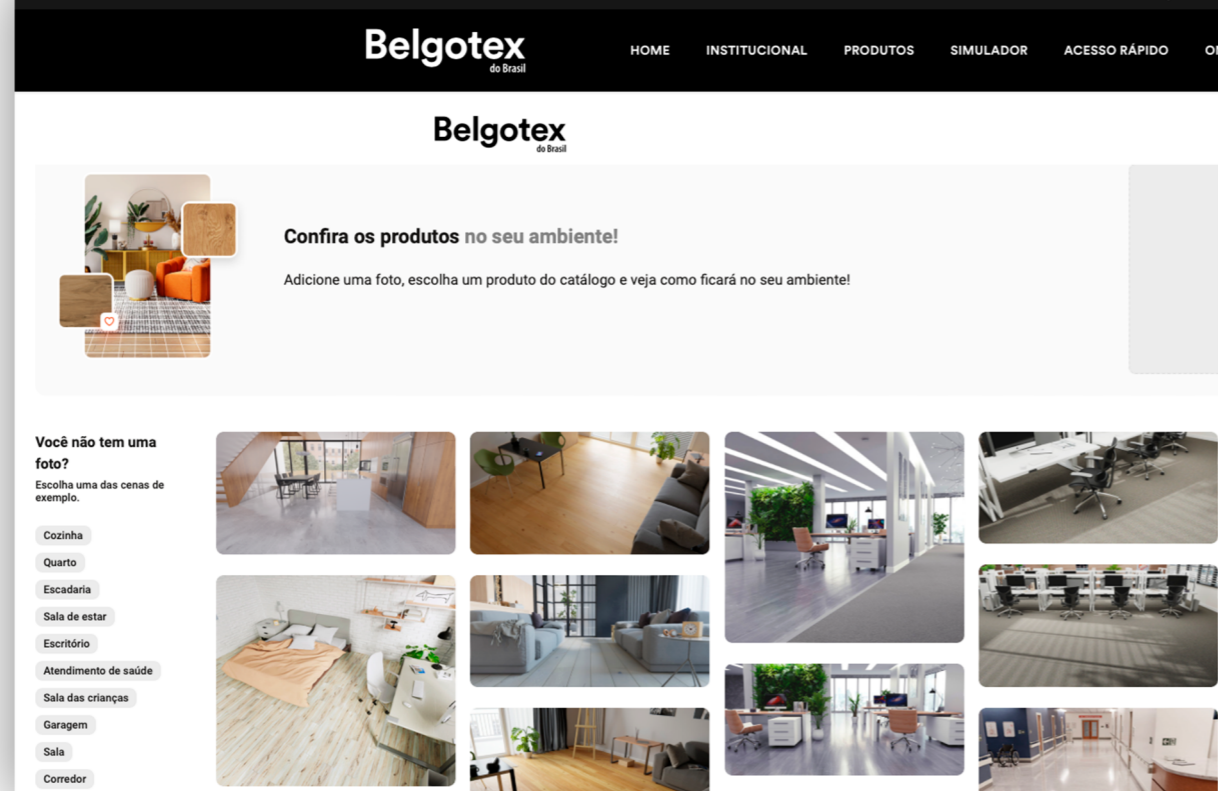 Belgotex
do Brasil
HOME INSTITUCIONAL PRODUTOS SIMULADOR ACESSO RÁPIDO
Belgotex
do Brasil
Confira os produtos no seu ambiente!
Adicione uma foto, escolha um produto do catálogo e veja como ficará no seu ambiente!
Você não tem uma
foto?
Escolha uma das cenas de
exemplo.
Cozinha
Quarto
Escadaria
Sala de estar
Escritório
Atendimento de saúde
Sala das crianças
Garagem
Sala
Corredor